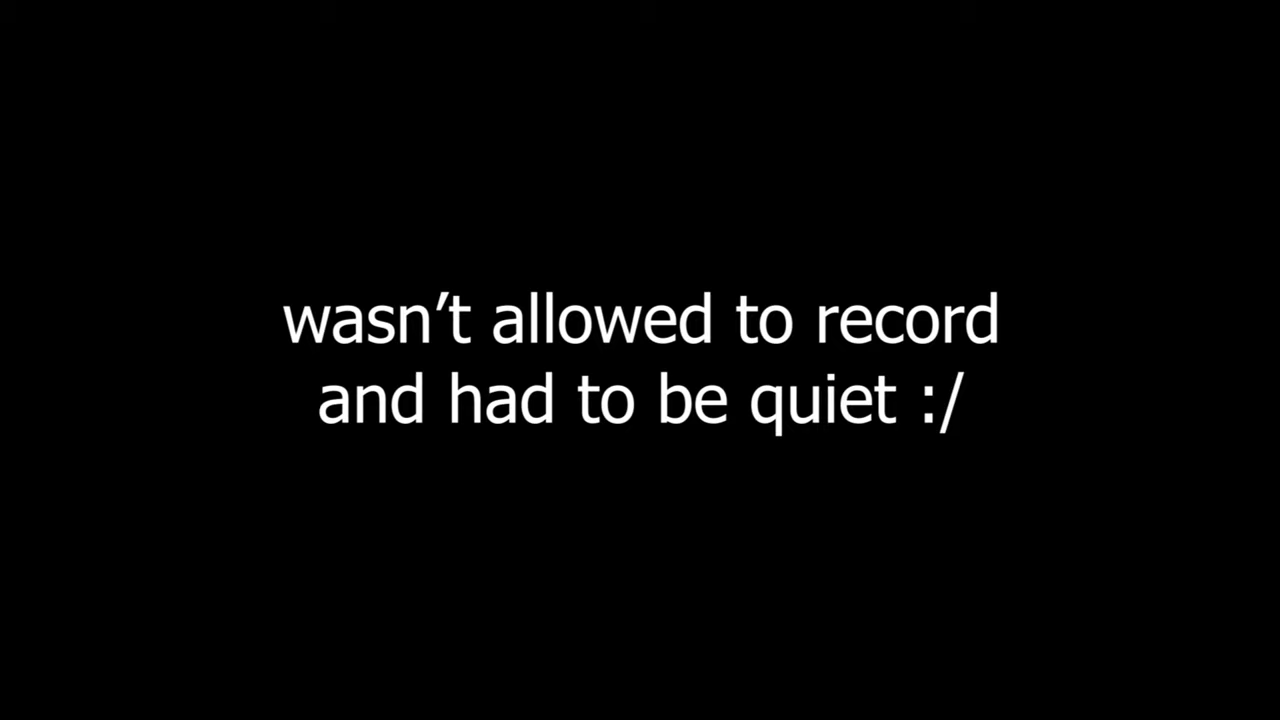 wasn’t allowed to record
and had to be quiet :/